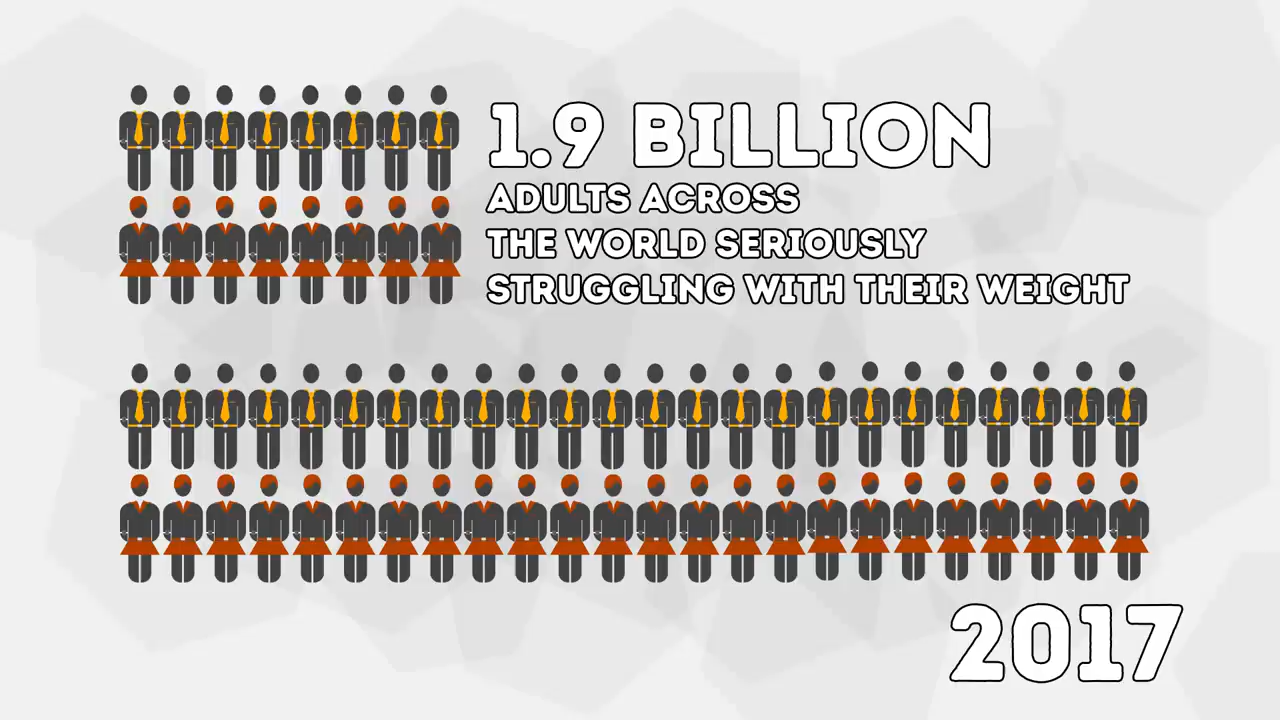 1.9 BILLION
ADULTS ACROSS
THE WORLD SERIOUSLY
STRUGGLING WITH THEIR WEIGHT
2017